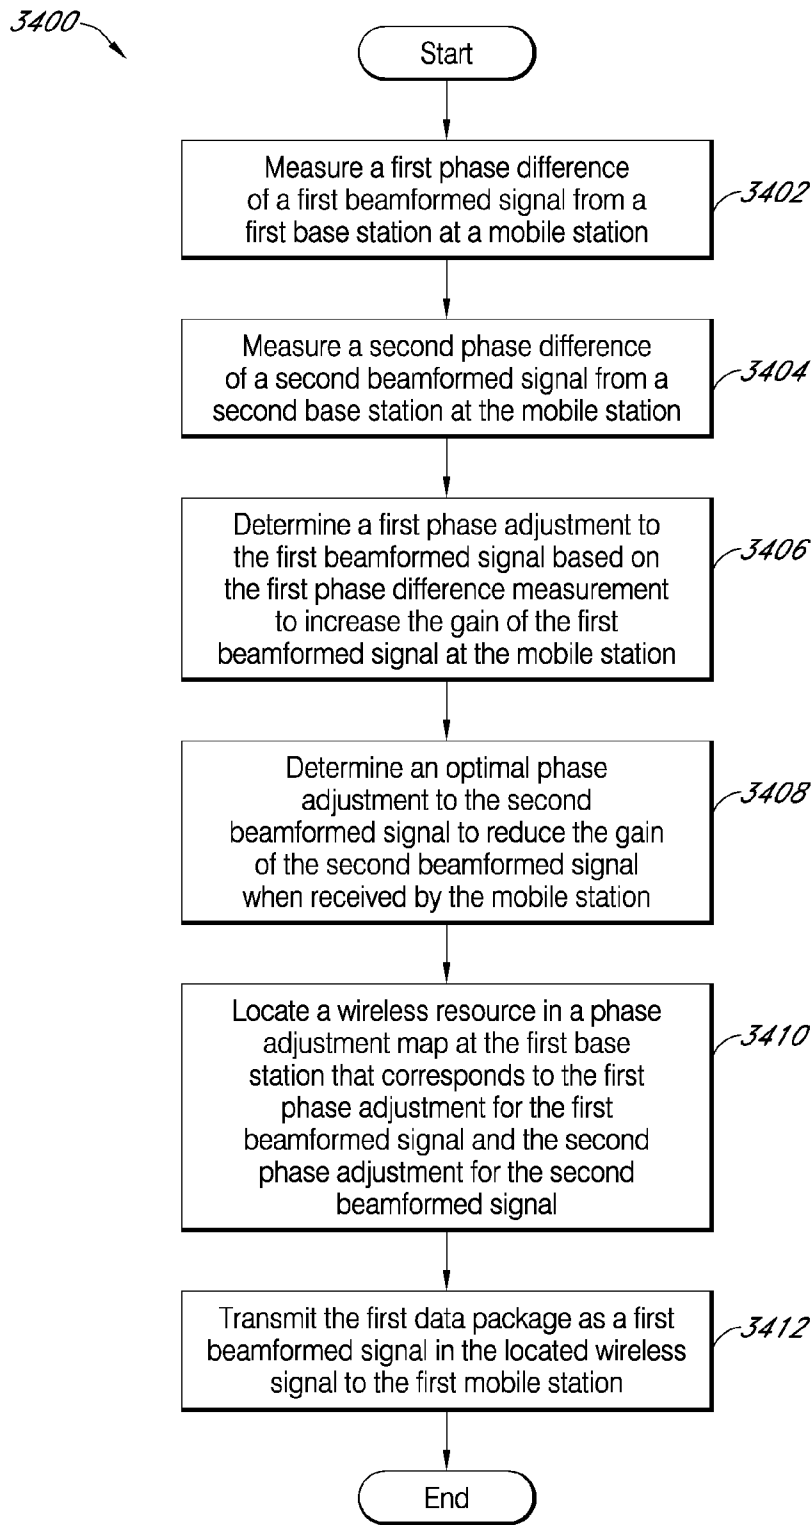 3400
Start
Measure a first phase difference
of a first beamformed signal from a
first base station at a mobile station
3402
Measure a second phase difference
of a second beamformed signal from a
second base station at the mobile station
3404
Determine a first phase adjustment to
the first beamformed signal based on
the first phase difference measurement
to increase the gain of the first
beamformed signal at the mobile station
3406
Determine an optimal phase
adjustment to the second
beamformed signal to reduce the gain
of the second beamformed signal
when received by the mobile station
3408
Locate a wireless resource in a phase
adjustment map at the first base
station that corresponds to the first
phase adjustment for the first
beamformed signal and the second
phase adjustment for the second
beamformed signal
3410
Transmit the first data package as a first
beamformed signal in the located wireless
signal to the first mobile station
3412
End